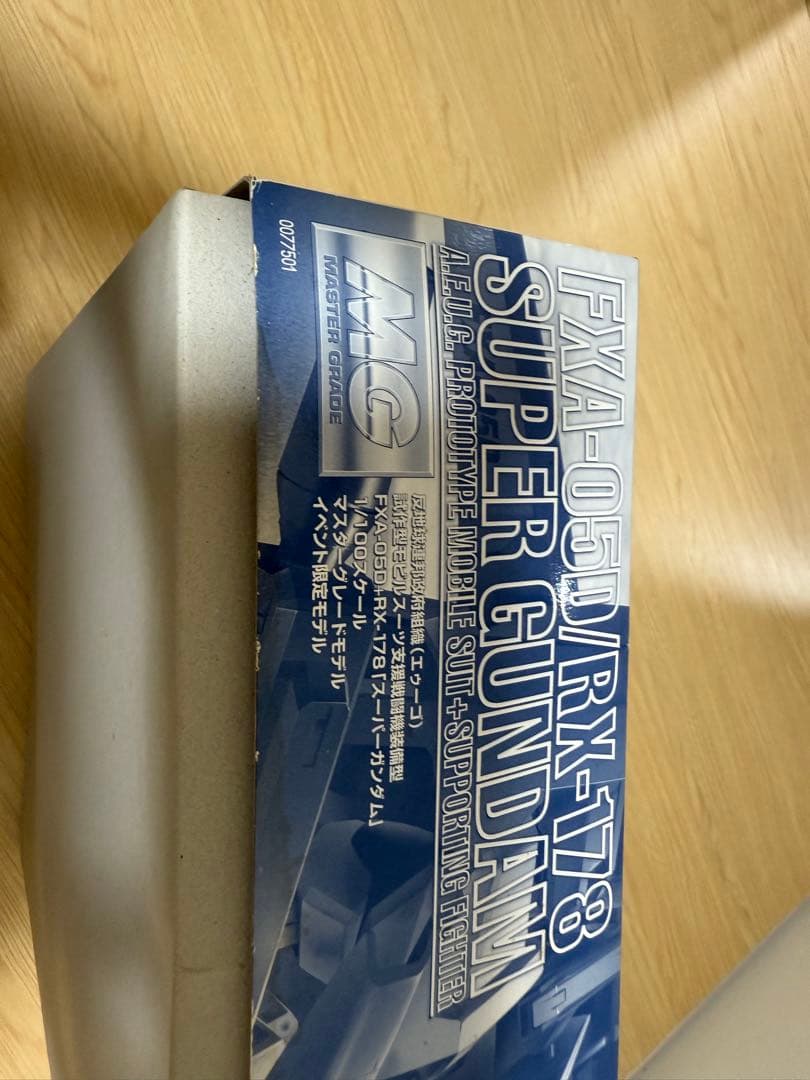 FXA-05D/RX-178
SUPER GUNDAM
A.E.U.G. PROTOTYPE MOBILE SUIT + SUPPORTING FIGHTER
MG
MASTER GRADE
反地球連邦政府組織(エゥーゴ)
試作型モビルスーツ支援戦闘機装備型
FXA-05D+RX-178「スーパーガンダム」
1/100スケール
マスターグレードモデル
イベント限定モデル
0077501